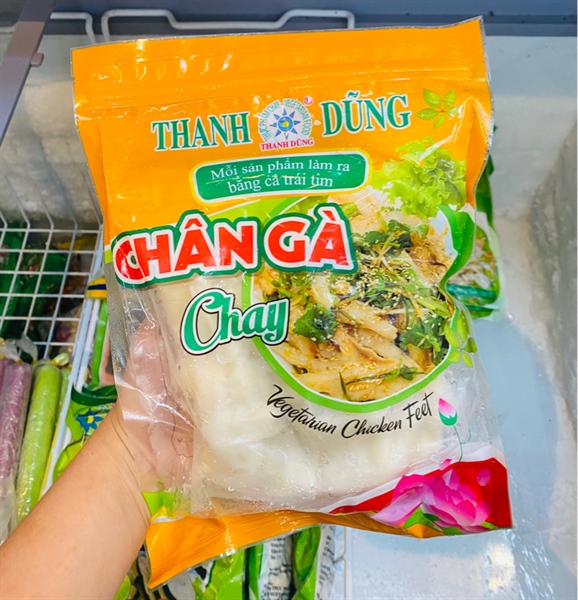 THANH DŨNG
THANH DŨNG
Mỗi sản phẩm làm ra
bằng cả trái tim
CHÂN GÀ
Chay
Vegetarian Chicken Feet